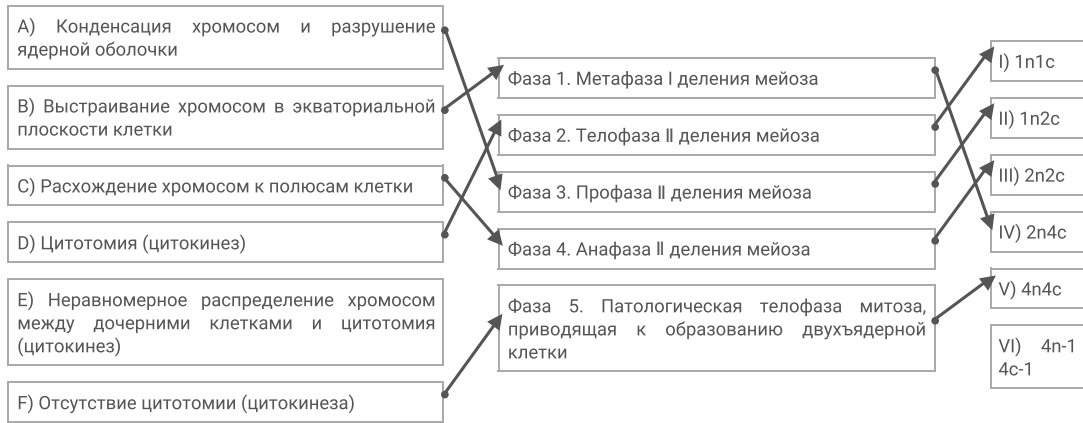 A) Конденсация хромосом и разрушение
ядерной оболочки
B) Выстраивание хромосом в экваториальной
плоскости клетки
C) Расхождение хромосом к полюсам клетки
D) Цитотомия (цитокинез)
E) Неравномерное распределение хромосом
между дочерними клетками и цитотомия
(цитокинез)
F) Отсутствие цитотомии (цитокинеза)
Фаза 1. Метафаза I деления мейоза
Фаза 2. Телофаза II деления мейоза
Фаза 3. Профаза II деления мейоза
Фаза 4. Анафаза II деления мейоза
Фаза 5. Патологическая телофаза митоза,
приводящая к образованию двухъядерной
клетки
I) 1n1c
II) 1n2c
III) 2n2c
IV) 2n4c
V) 4n4c
VI) 4n-1
4c-1